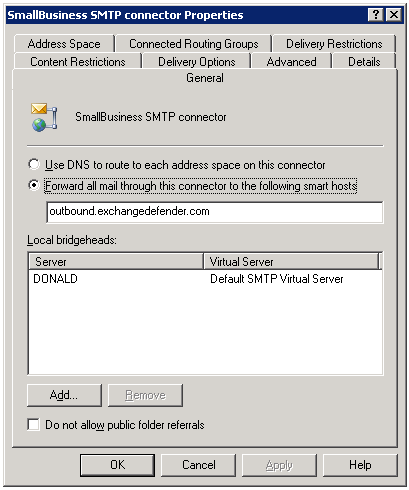 SmallBusiness SMTP connector Properties
Address Space
Connected Routing Groups
Delivery Restrictions
Content Restrictions
Delivery Options
Advanced
Details
General
SmallBusiness SMTP connector
Use DNS to route to each address space on this connector
Forward all mail through this connector to the following smart hosts
outbound.exchangedefender.com
Local bridgeheads:
Server Virtual Server
DONALD Default SMTP Virtual Server
Add... Remove
Do not allow public folder referrals
OK Cancel Apply Help